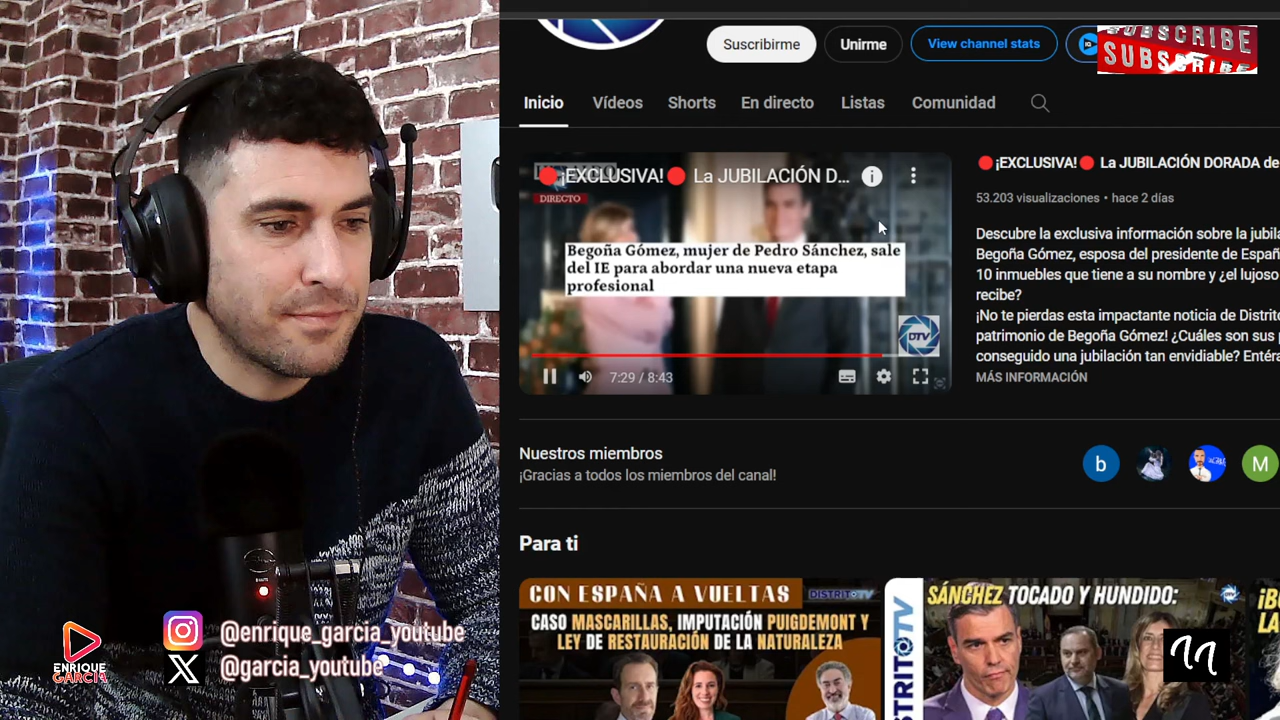 Suscribirme
Unirme
View channel stats
SUBSCRIBE
SUBSCRIBE
Inicio
Vídeos
Shorts
En directo
Listas
Comunidad
¡EXCLUSIVA! La JUBILACIÓN D...
DIRECTO
Begoña Gómez, mujer de Pedro Sánchez, sale
del IE para abordar una nueva etapa
profesional
DTV
7:29 / 8:43
¡EXCLUSIVA! La JUBILACIÓN DORADA de
53.203 visualizaciones • hace 2 días
Descubre la exclusiva información sobre la jubila
Begoña Gómez, esposa del presidente de Españ
10 inmuebles que tiene a su nombre y ¿el lujoso
recibe?
¡No te pierdas esta impactante noticia de Distrito
patrimonio de Begoña Gómez! ¿Cuáles son sus
conseguido una jubilación tan envidiable? Entéra
MÁS INFORMACIÓN
Nuestros miembros
¡Gracias a todos los miembros del canal!
b
M
Para ti
CON ESPAÑA A VUELTAS
DISTRITOTV
CASO MASCARILLAS, IMPUTACIÓN PUIGDEMONT Y
LEY DE RESTAURACIÓN DE LA NATURALEZA
STRITOTV
SÁNCHEZ TOCADO Y HUNDIDO:
¡B
LA
ENRIQUE
GARCIA
@enrique_garcia_youtube
@garcia_youtube